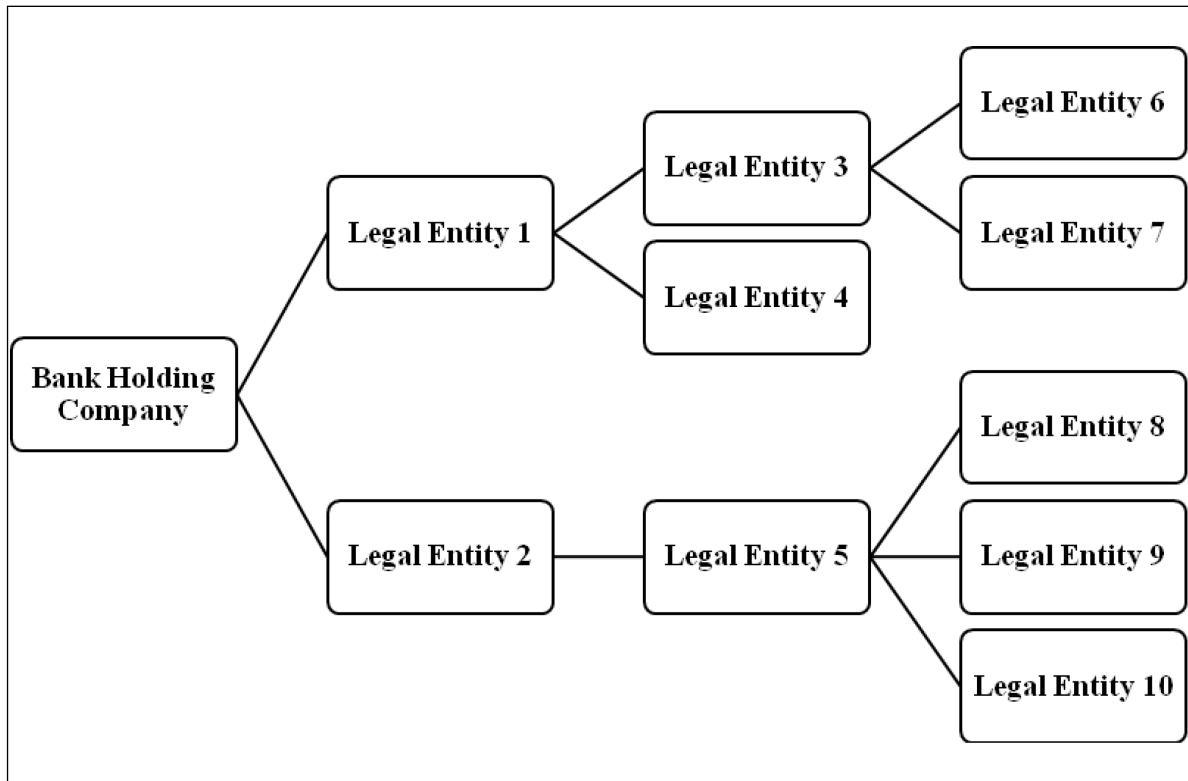 Bank Holding
Company
Legal Entity 1
Legal Entity 2
Legal Entity 3
Legal Entity 4
Legal Entity 5
Legal Entity 6
Legal Entity 7
Legal Entity 8
Legal Entity 9
Legal Entity 10